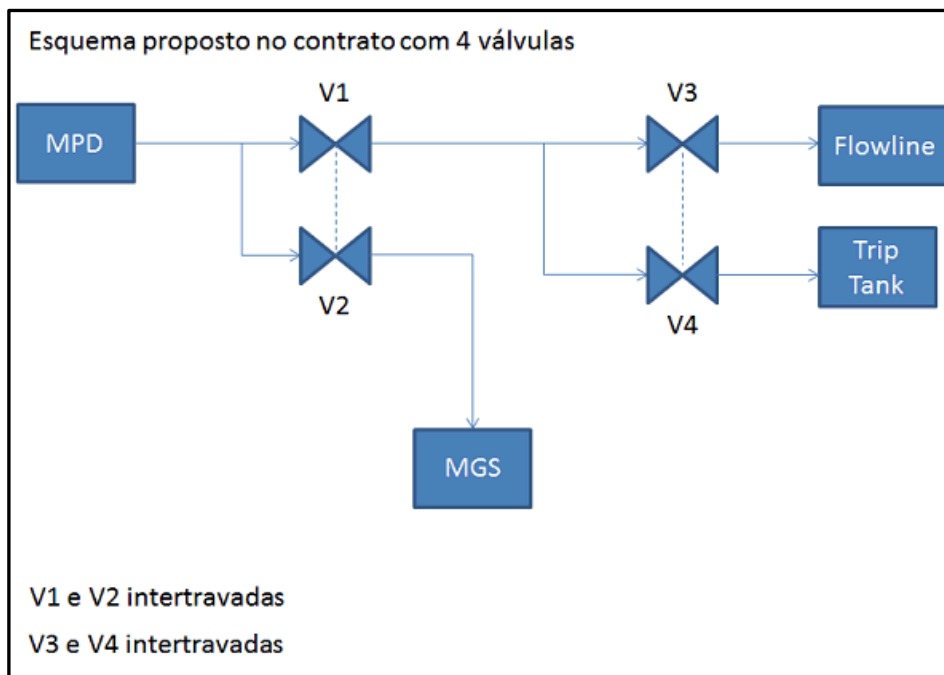 Esquema proposto no contrato com 4 válvulas
V1
V3
MPD
Flowline
Trip
Tank
V2
V4
MGS
V1 e V2 intertravadas
V3 e V4 intertravadas